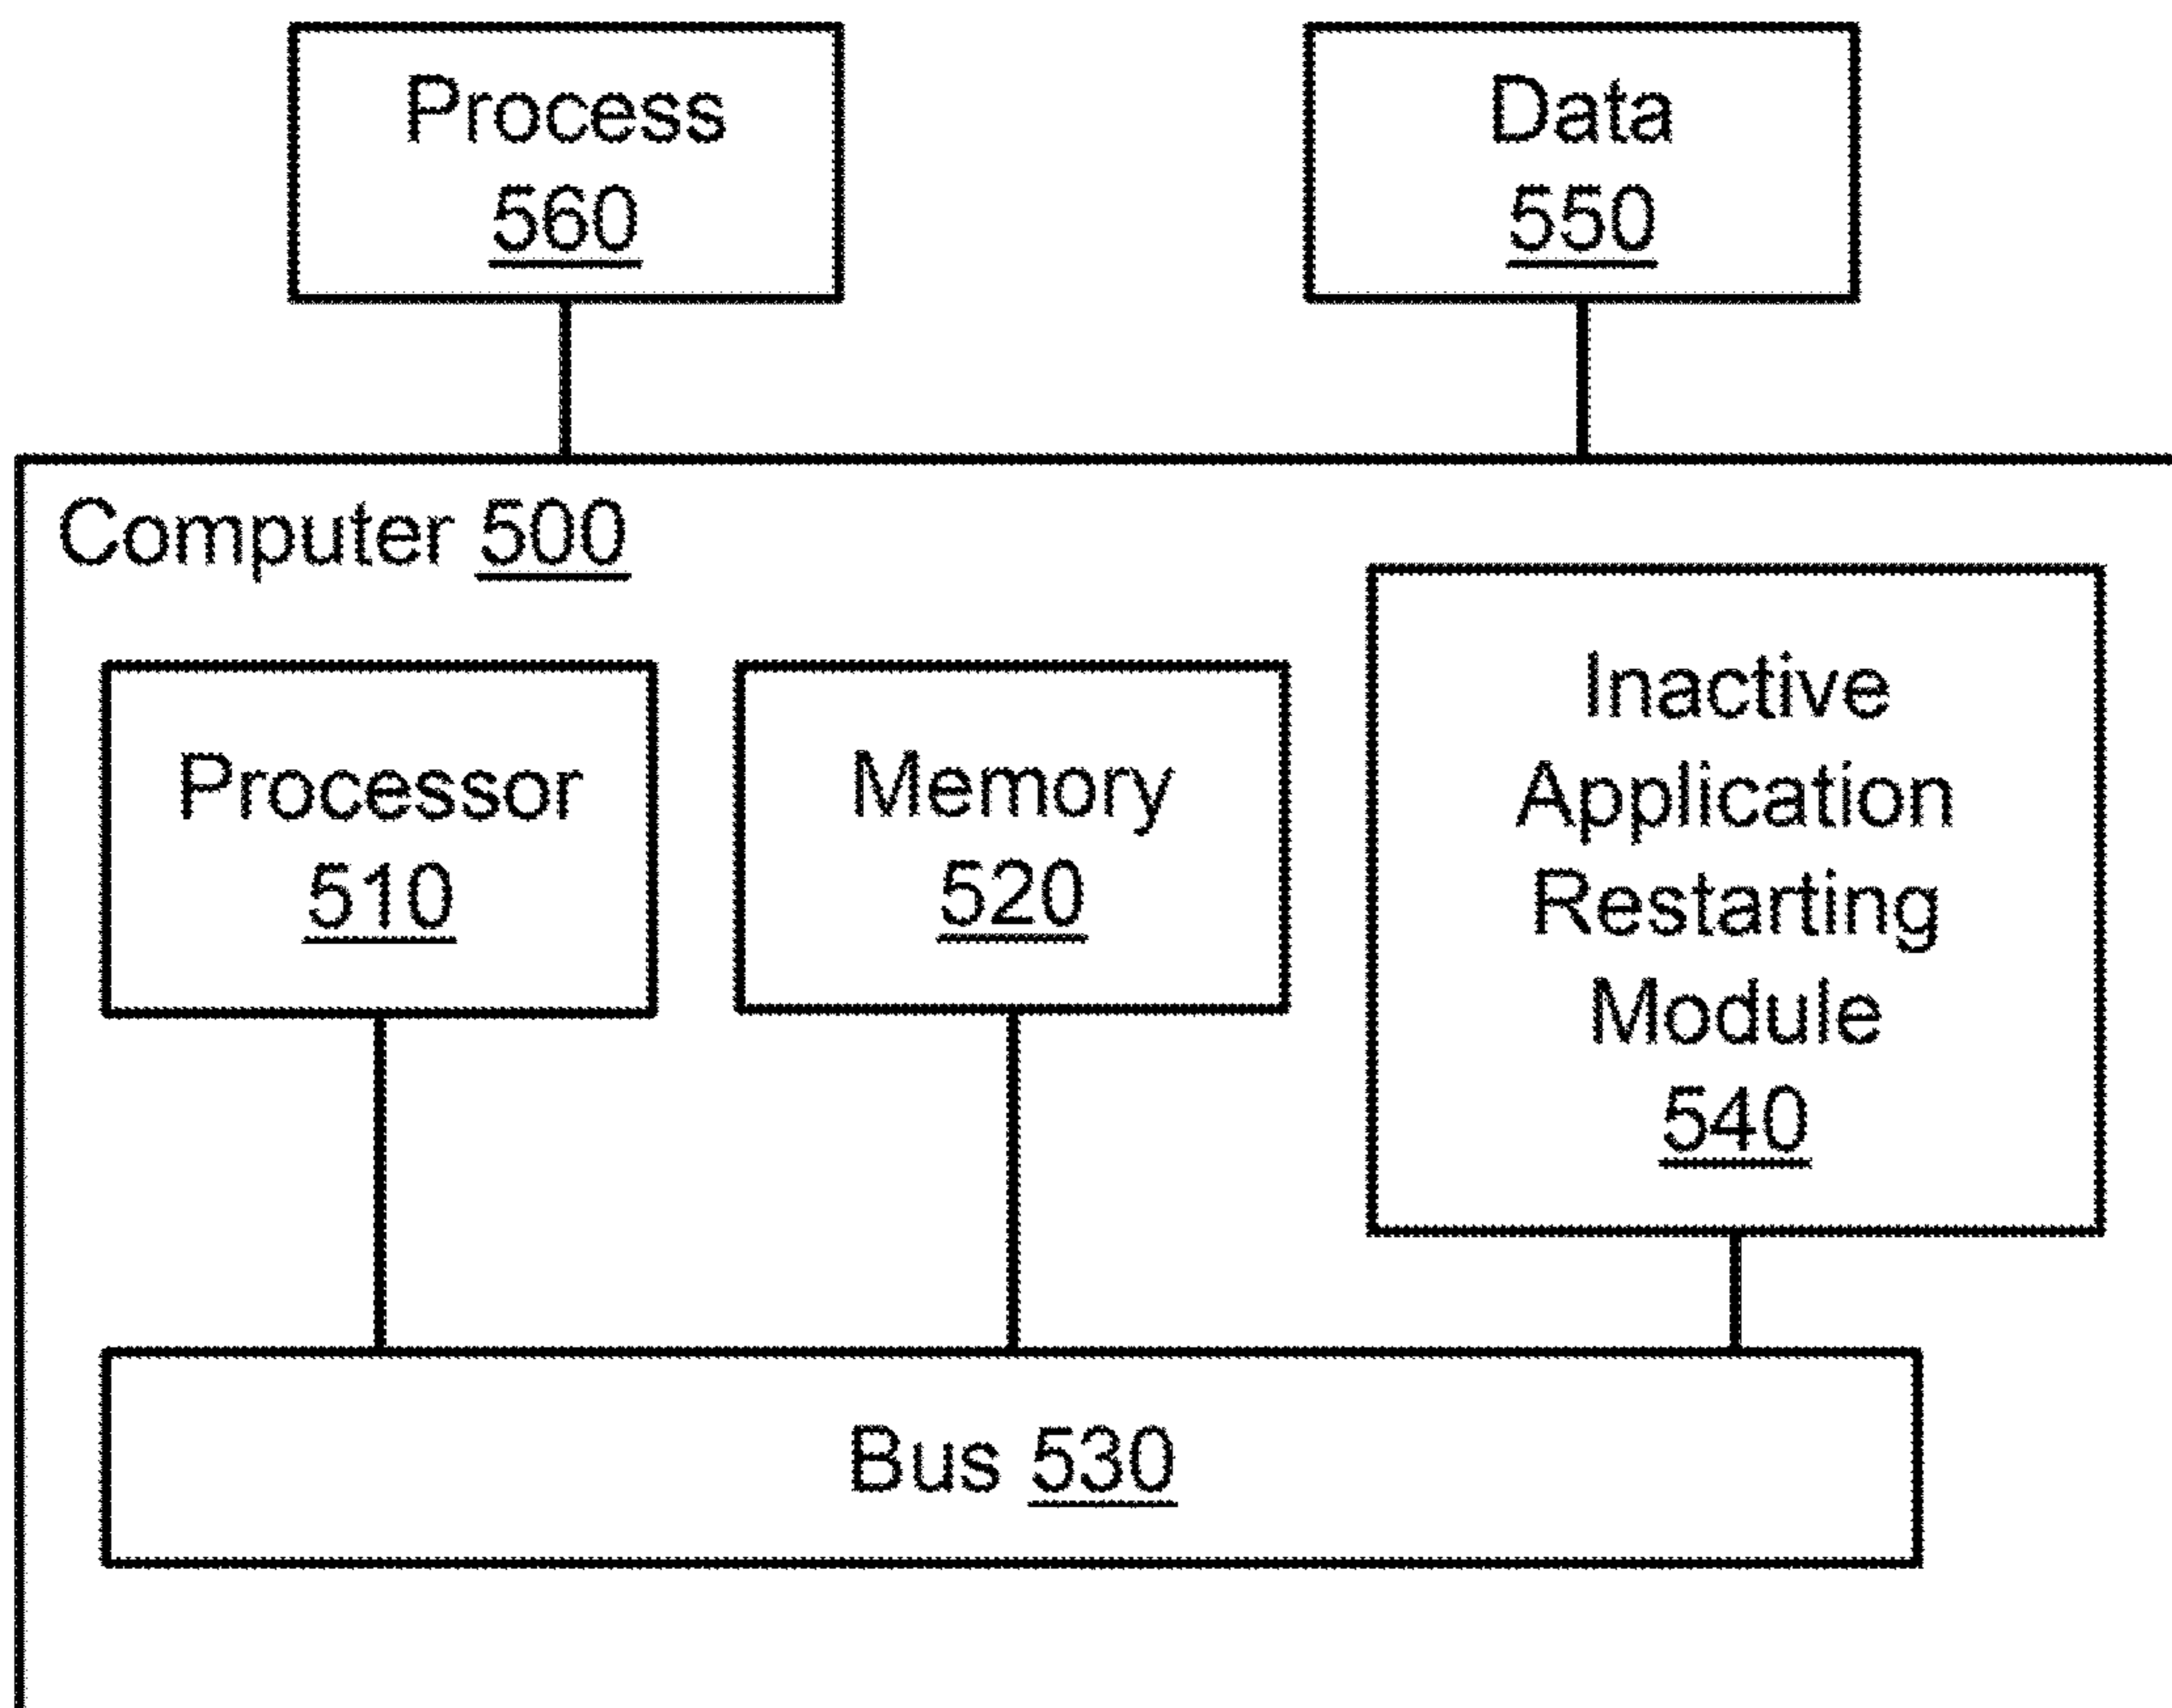 Process
560
Data
550
Computer 500
Processor
510
Memory
520
Inactive
Application
Restarting
Module
540
Bus 530